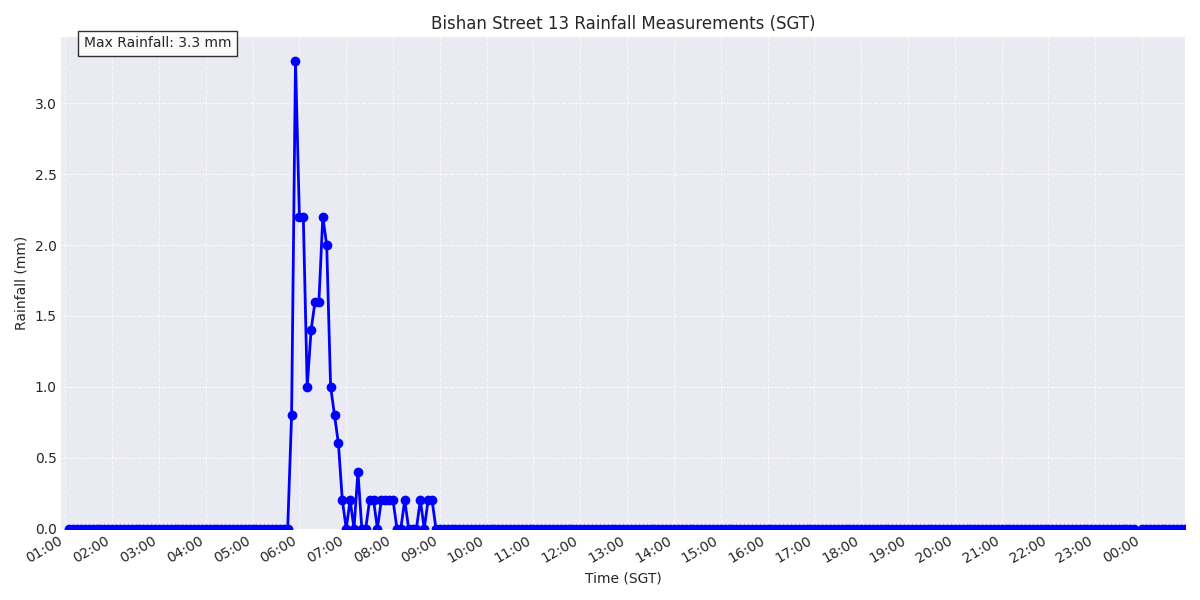 Bishan Street 13 Rainfall Measurements (SGT)
Max Rainfall: 3.3 mm
Rainfall (mm)
3.0
2.5
2.0
1.5
1.0
0.5
0.0
01:00 02:00 03:00 04:00 05:00 06:00 07:00 08:00 09:00 10:00 11:00 12:00 13:00 14:00 15:00 16:00 17:00 18:00 19:00 20:00 21:00 22:00 23:00 00:00
Time (SGT)